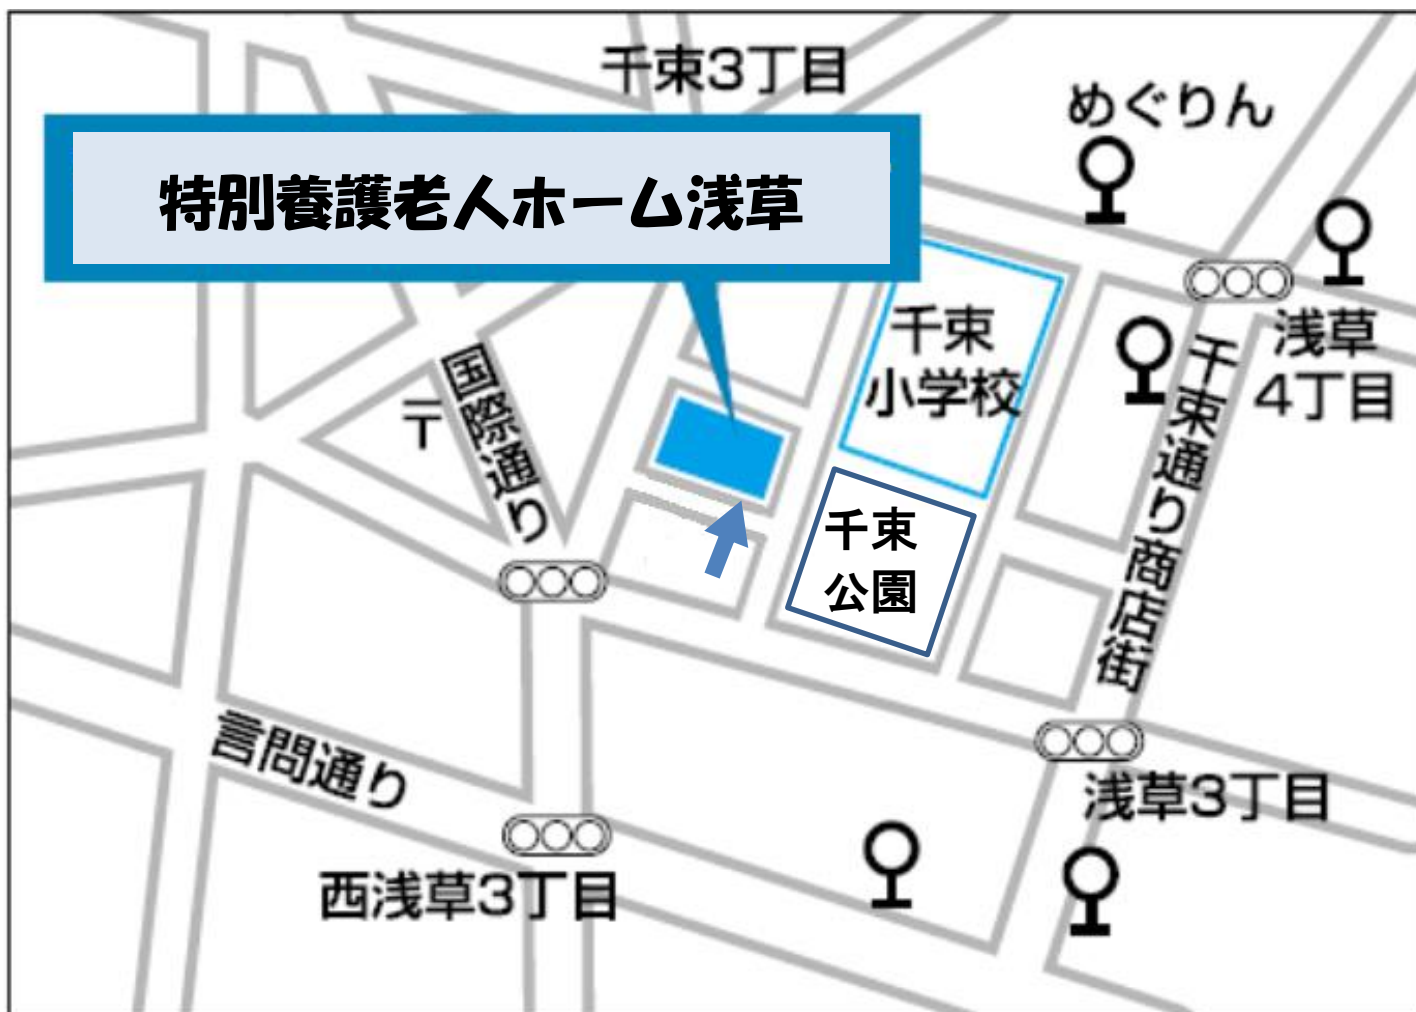 千束3丁目
めぐりん
特別養護老人ホーム浅草
千束
小学校
浅草
4丁目
国際通り
〒
千束通り商店街
千束
公園
言問通り
浅草3丁目
西浅草3丁目